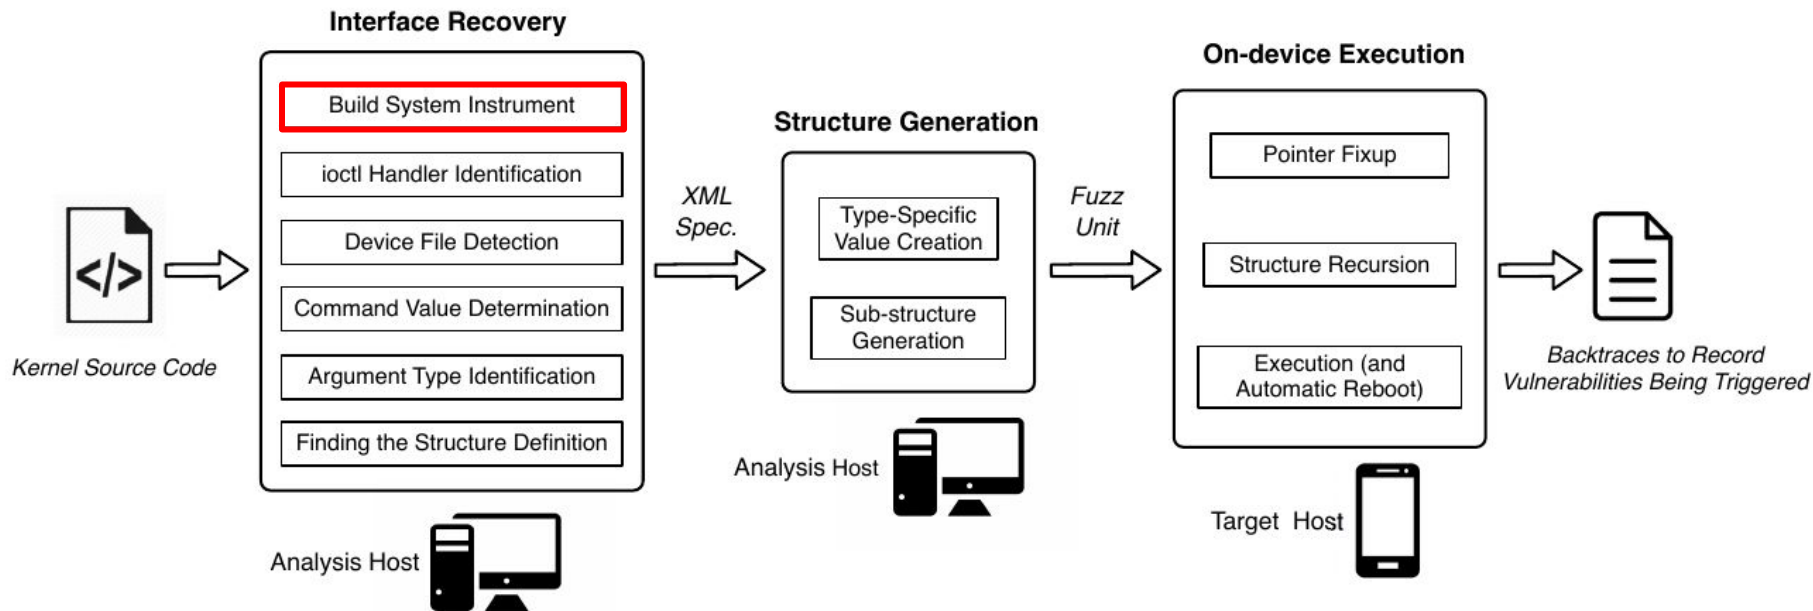 Interface Recovery
Build System Instrument
ioctl Handler Identification
Device File Detection
Command Value Determination
Argument Type Identification
Finding the Structure Definition
</>
Kernel Source Code
Analysis Host
XML
Spec.
Structure Generation
Type-Specific
Value Creation
Sub-structure
Generation
Analysis Host
Fuzz
Unit
On-device Execution
Pointer Fixup
Structure Recursion
Execution (and
Automatic Reboot)
Target Host
Backtraces to Record
Vulnerabilities Being Triggered